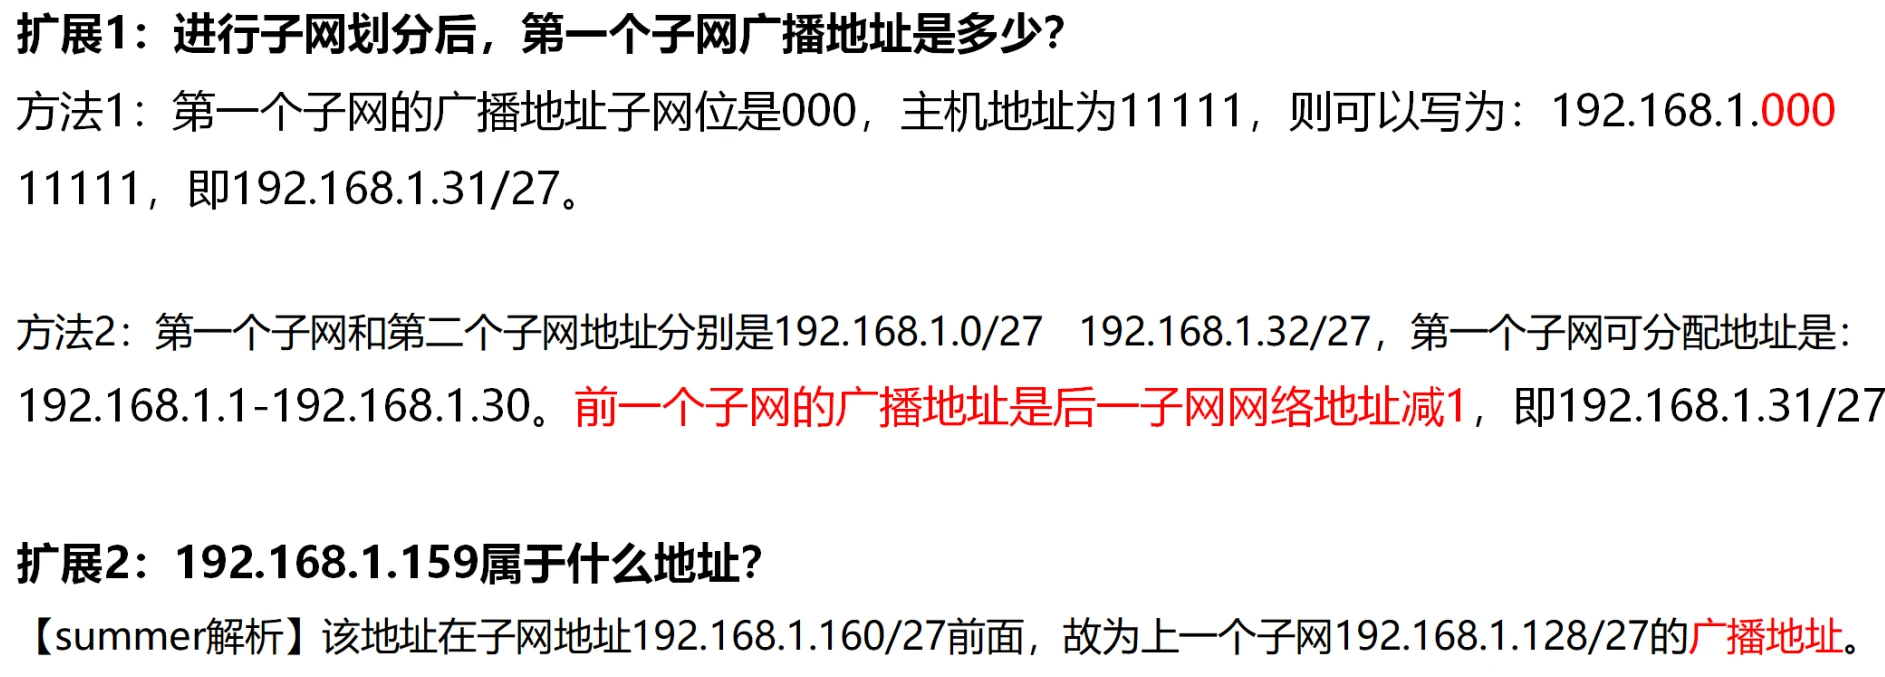 扩展1：进行子网划分后，第一个子网广播地址是多少？
方法1：第一个子网的广播地址子网位是000，主机地址为11111，则可以写为：192.168.1.000
11111，即192.168.1.31/27。
方法2：第一个子网和第二个子网地址分别是192.168.1.0/27 192.168.1.32/27，第一个子网可分配地址是：
192.168.1.1-192.168.1.30。前一个子网的广播地址是后一子网网络地址减1，即192.168.1.31/27
扩展2：192.168.1.159属于什么地址？
【summer解析】该地址在子网地址192.168.1.160/27前面，故为上一个子网192.168.1.128/27的广播地址。